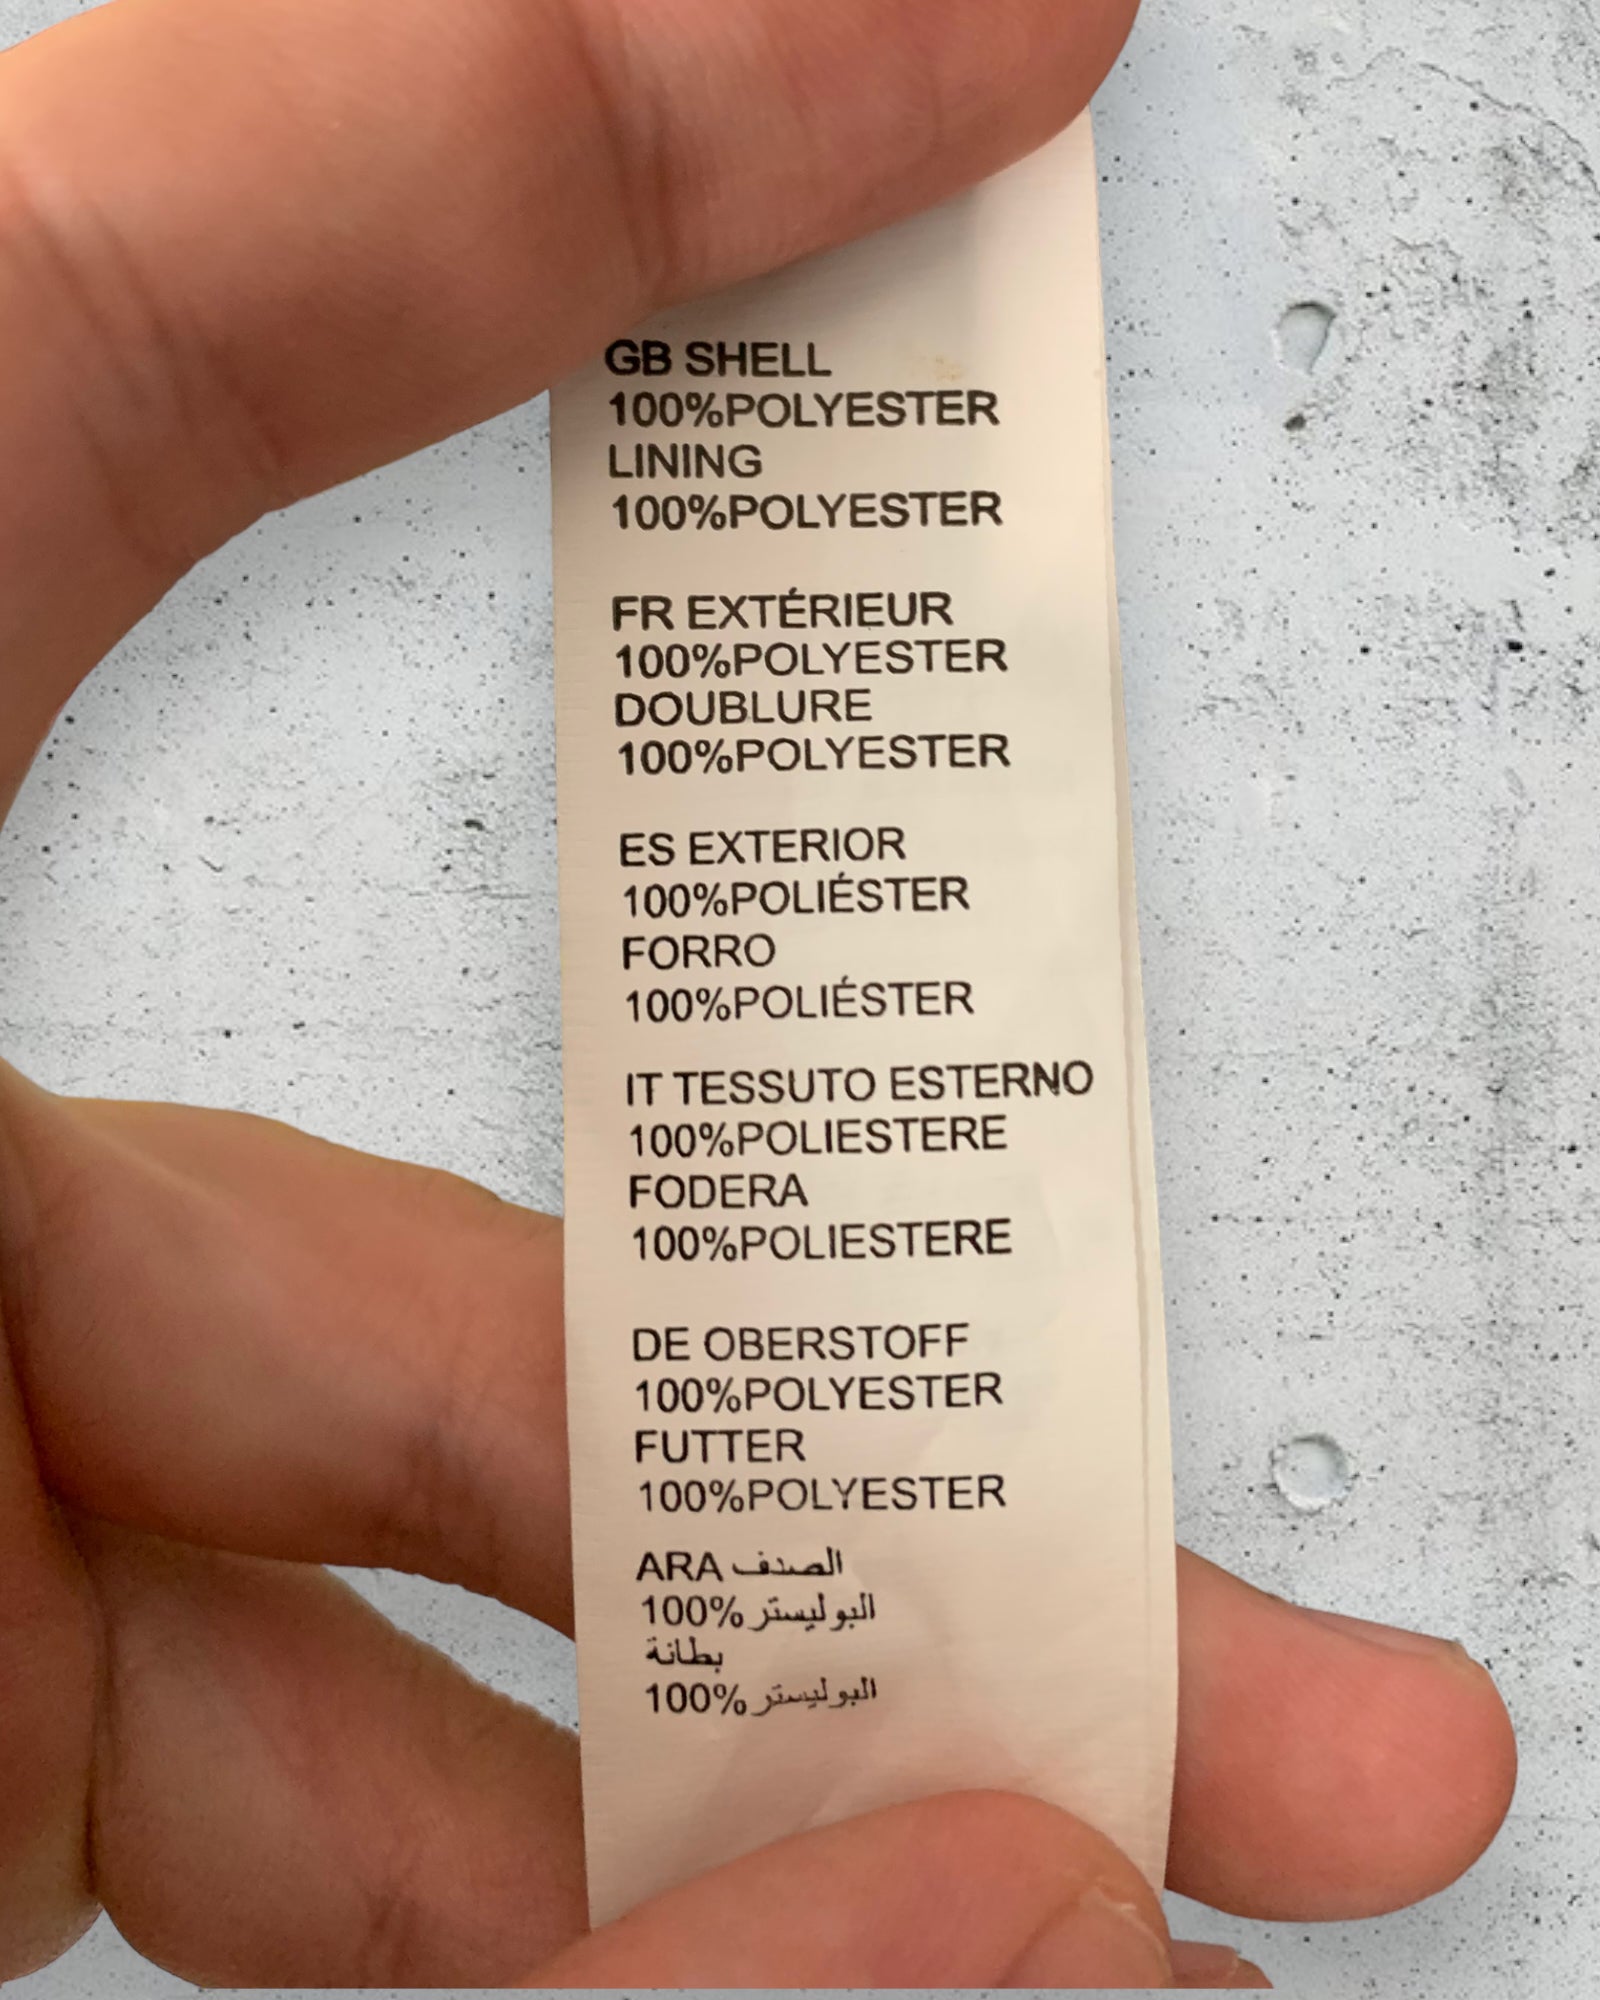 GB SHELL
100%POLYESTER
LINING
100%POLYESTER
FR EXTÉRIEUR
100%POLYESTER
DOUBLURE
100%POLYESTER
ES EXTERIOR
100%POLIÉSTER
FORRO
100%POLIÉSTER
IT TESSUTO ESTERNO
100%POLIESTERE
FODERA
100%POLIESTERE
DE OBERSTOFF
100%POLYESTER
FUTTER
100%POLYESTER
ARA الصدف
100% البوليستر
بطانة
100% البوليستر